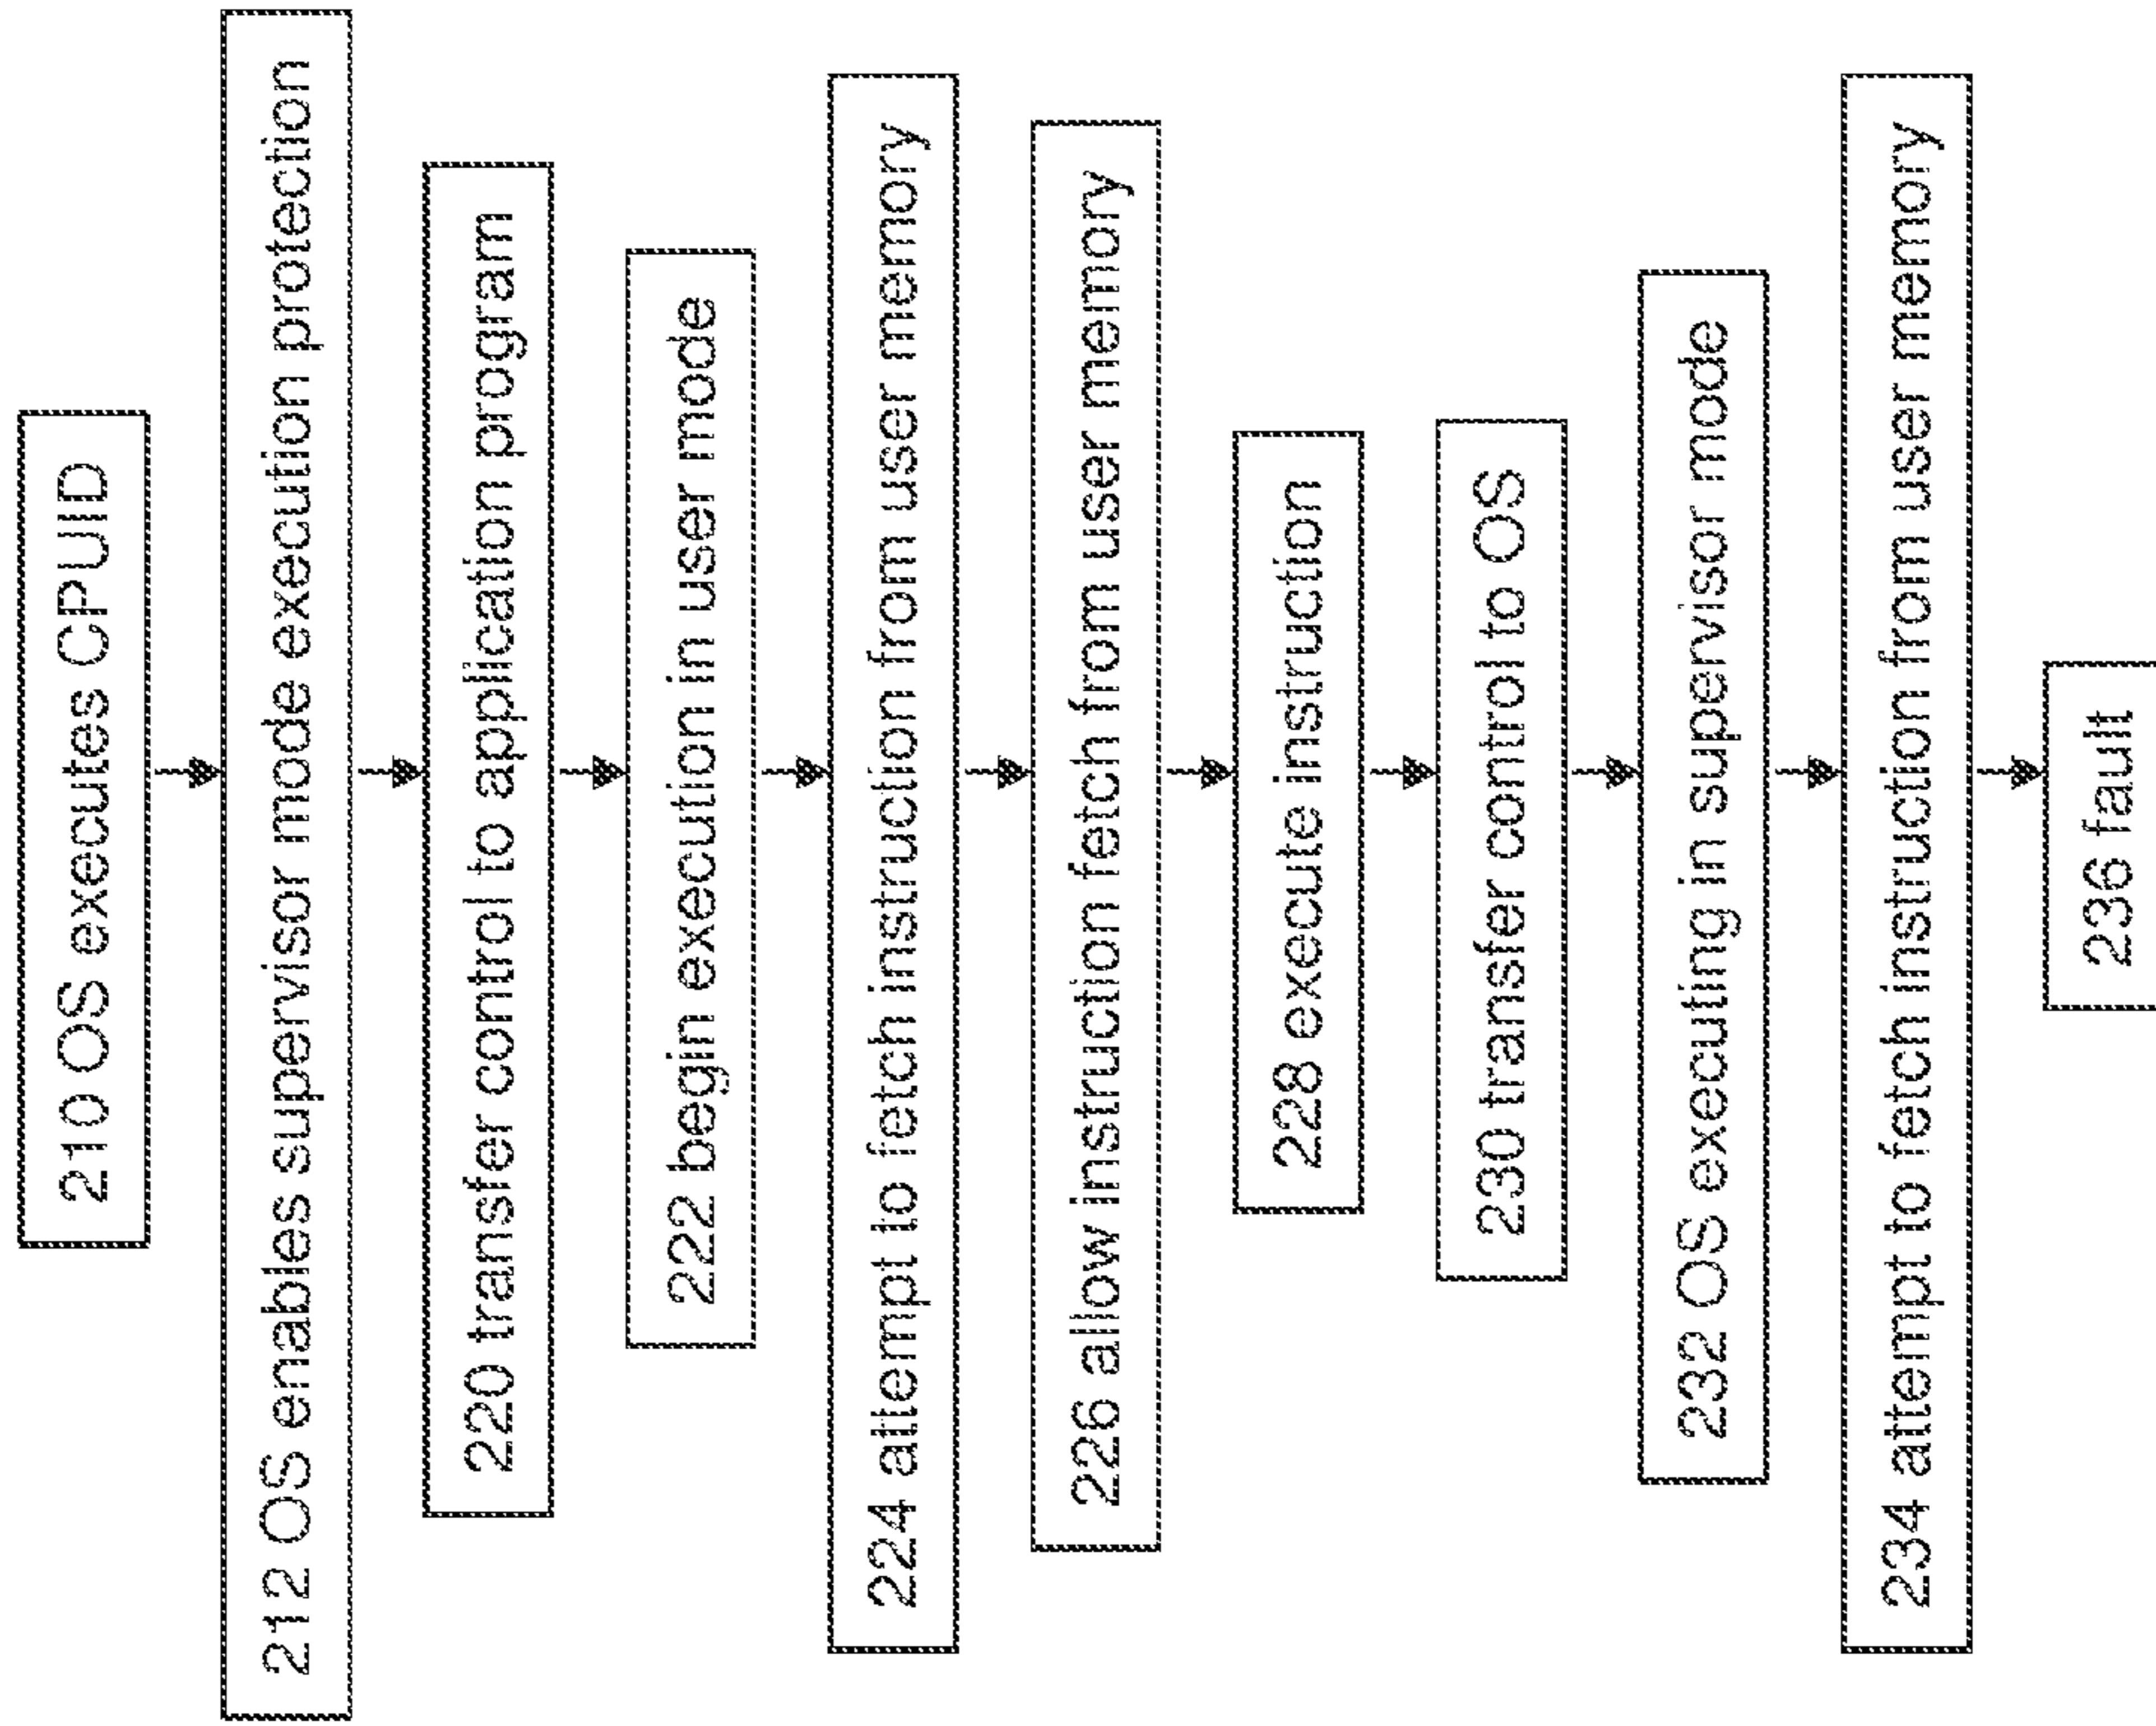 210 OS executes CPUID
212 OS enables supervisor mode execution protection
220 transfer control to application program
222 begin execution in user mode
224 attempt to fetch instruction from user memory
226 allow instruction fetch from user memory
228 execute instruction
230 transfer control to OS
232 OS executing in supervisor mode
234 attempt to fetch instruction from user memory
236 fault